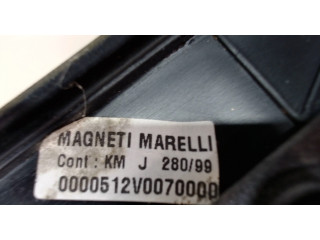 MAGNETI MARELLI
Conf : KM J 280/99
0000512V0070000